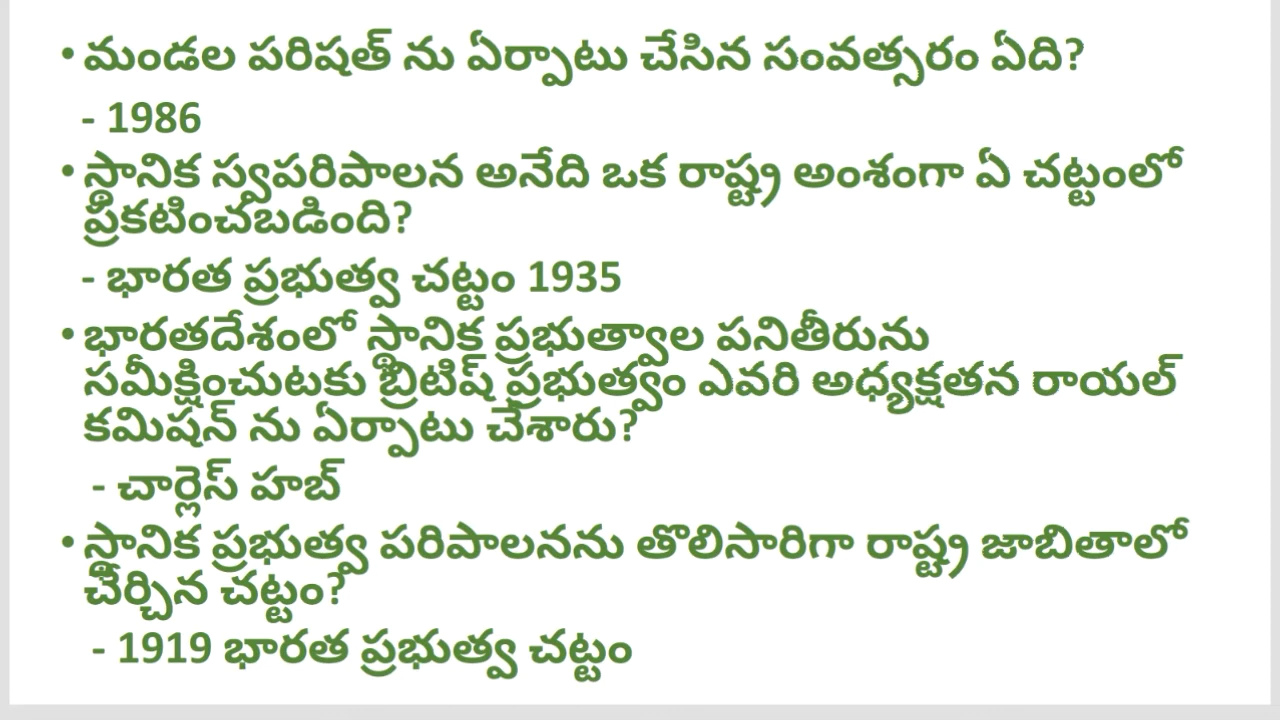 • మండల పరిషత్ ను ఏర్పాటు చేసిన సంవత్సరం ఏది?
- 1986
• స్థానిక స్వపరిపాలన అనేది ఒక రాష్ట్ర అంశంగా ఏ చట్టంలో
ప్రకటించబడింది?
- భారత ప్రభుత్వ చట్టం 1935
• భారతదేశంలో స్థానిక ప్రభుత్వాల పనితీరును
సమీక్షించుటకు బ్రిటిష్ ప్రభుత్వం ఎవరి అధ్యక్షతన రాయల్
కమిషన్ ను ఏర్పాటు చేశారు?
- చార్లెస్ హబ్
• స్థానిక ప్రభుత్వ పరిపాలనను తొలిసారిగా రాష్ట్ర జాబితాలో
చేర్చిన చట్టం?
- 1919 భారత ప్రభుత్వ చట్టం